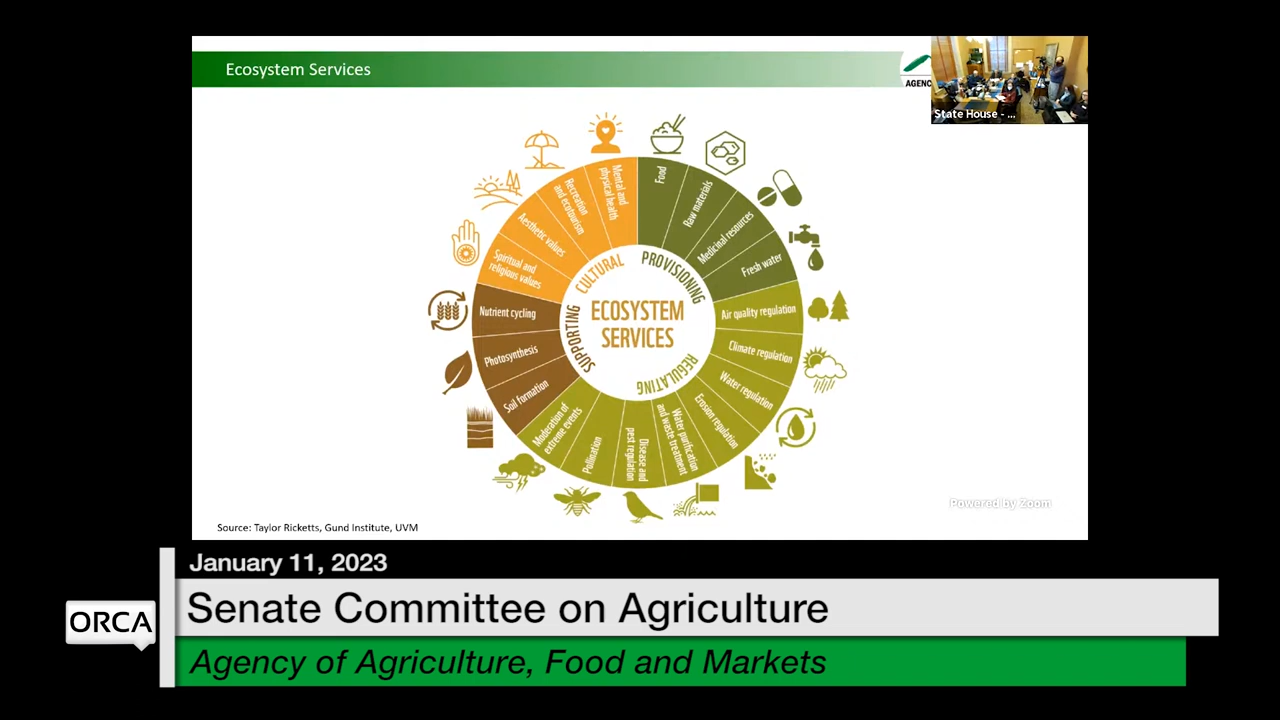 Ecosystem Services
AGENC
State House - ...
Mental and
physical health
Recreation
and ecotourism
Aesthetic values
Spiritual and
religious values
Food
Raw materials
Medicinal resources
Fresh water
Air quality regulation
Climate regulation
Water regulation
Erosion regulation
Water purification
and waste treatment
Disease and
pest regulation
Pollination
Moderation of
extreme events
Soil formation
Photosynthesis
Nutrient cycling
CULTURAL
PROVISIONING
REGULATING
SUPPORTING
ECOSYSTEM
SERVICES
Powered by Zoom
Source: Taylor Ricketts, Gund Institute, UVM
January 11, 2023
ORCA
Senate Committee on Agriculture
Agency of Agriculture, Food and Markets